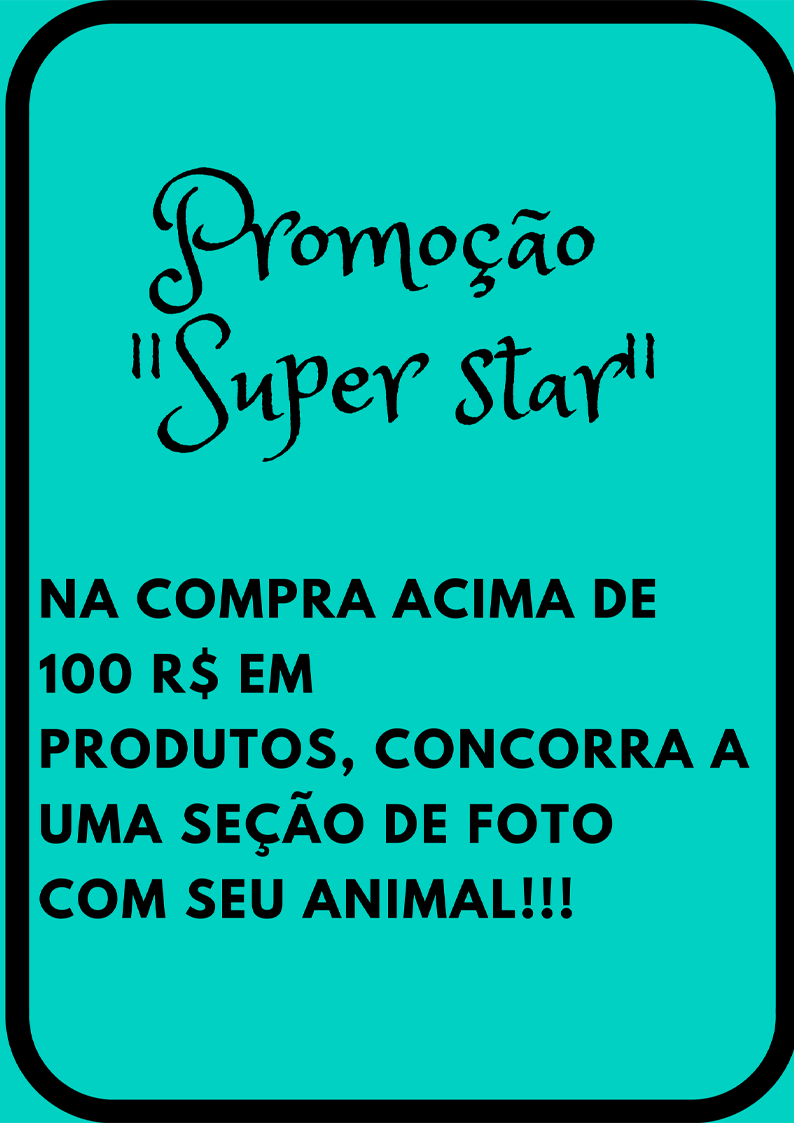 Promoção
"Super star"
NA COMPRA ACIMA DE
100 R$ EM
PRODUTOS, CONCORRA A
UMA SEÇÃO DE FOTO
COM SEU ANIMAL!!!